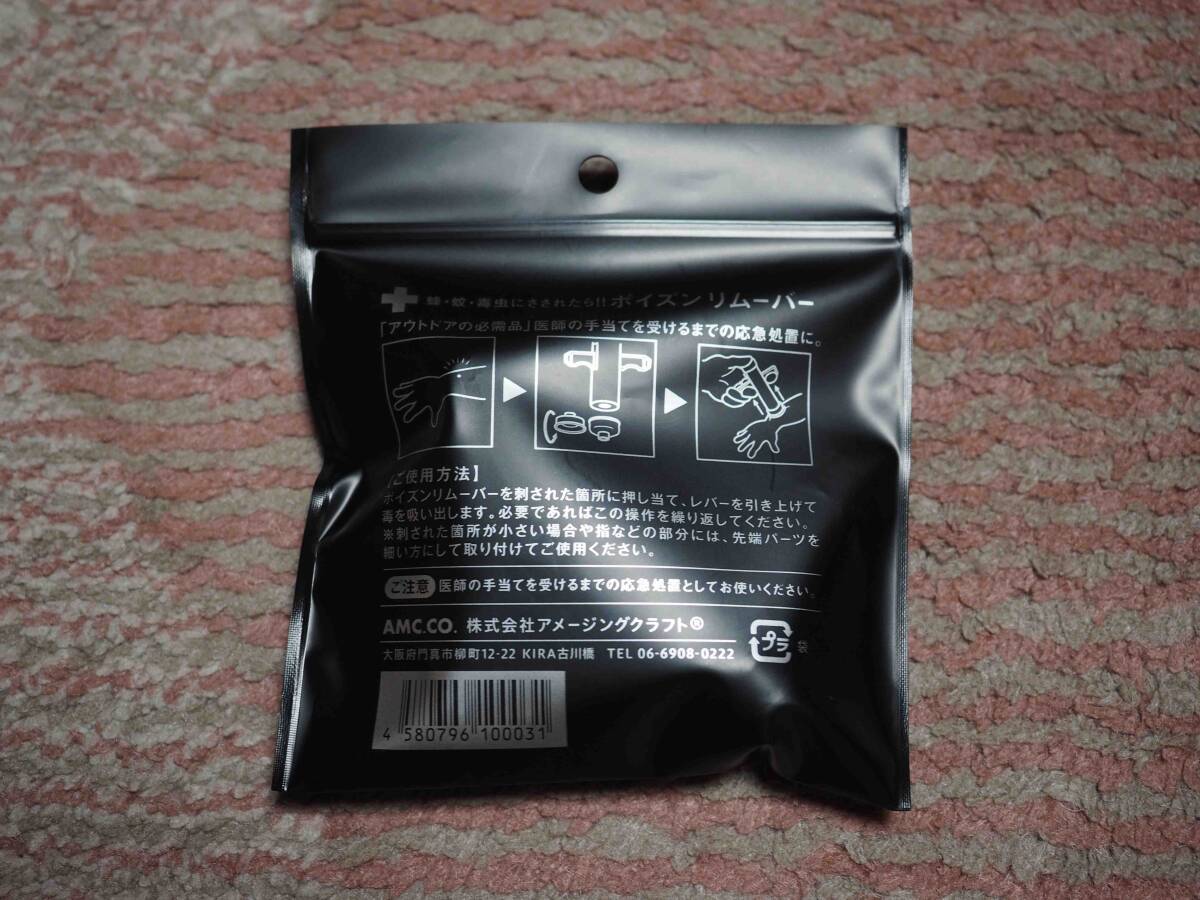 蜂・蚊・毒虫にさされたら!! ポイズンリムーバー
「アウトドアの必需品」医師の手当てを受けるまでの応急処置に。
【ご使用方法】
ポイズンリムーバーを刺された箇所に押し当て、レバーを引き上げて
毒を吸い出します。必要であればこの操作を繰り返してください。
※刺された箇所が小さい場合や指などの部分には、先端パーツを
細い方にして取り付けてご使用ください。
ご注意 医師の手当てを受けるまでの応急処置としてお使いください。
AMC.CO. 株式会社アメージングクラフト®
大阪府門真市柳町12-22 KIRA古川橋 TEL 06-6908-0222
プラ 袋
4 580796 100031